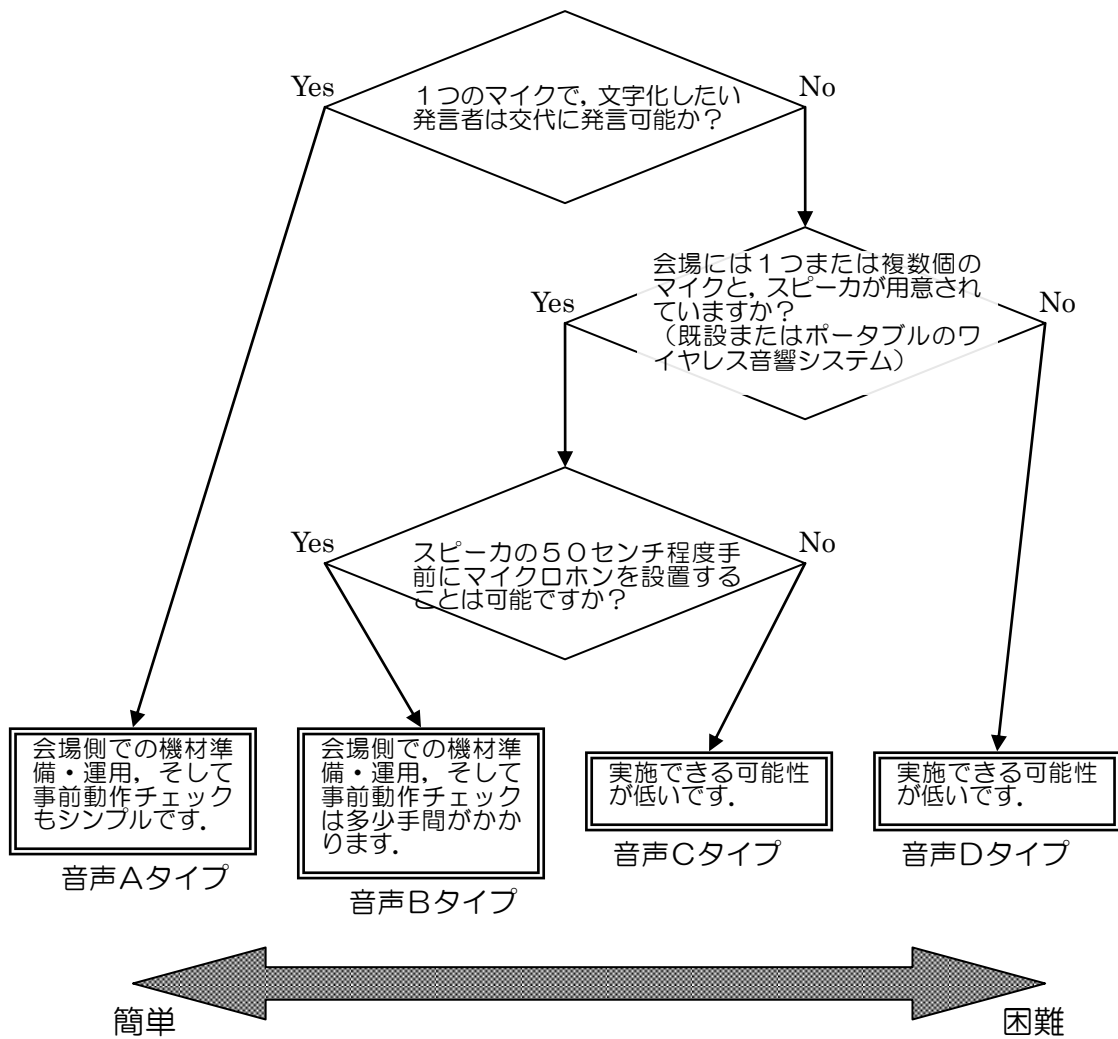 Yes
No
１つのマイクで，文字化したい
発言者は交代に発言可能か？
会場には１つまたは複数個の
マイクと，スピーカが用意され
ていますか？
（既設またはポータブルのワ
イヤレス音響システム）
Yes
No
Yes
No
スピーカの５０センチ程度手
前にマイクロホンを設置する
ことは可能ですか？
会場側での機材準
備・運用，そして
事前動作チェック
もシンプルです．
音声Ａタイプ
会場側での機材準
備・運用，そして
事前動作チェック
は多少手間がかか
ります．
音声Ｂタイプ
実施できる可能性
が低いです．
音声Ｃタイプ
実施できる可能性
が低いです．
音声Ｄタイプ
簡単
困難